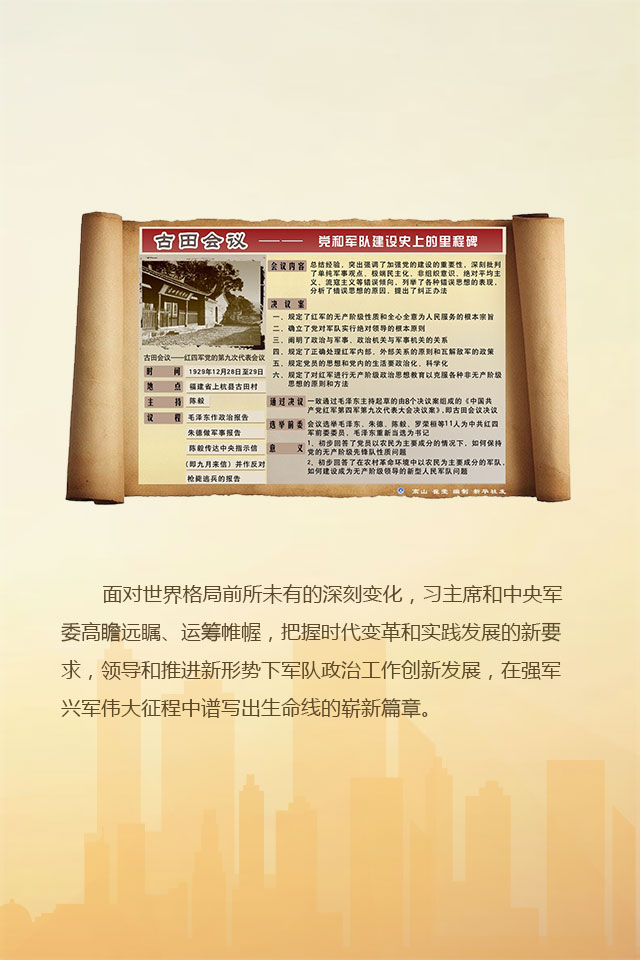 古田会议 —— 党和军队建设史上的里程碑
古田会议——红四军党的第九次代表会议
时间 1929年12月28日至29日
地点 福建省上杭县古田村
主持 陈毅
议程 毛泽东作政治报告
朱德做军事报告
陈毅传达中央指示信
(即九月来信)并作反对
枪毙逃兵的报告
会议内容 总结经验，突出强调了加强党的建设的重要性，深刻批判
了单纯军事观点、极端民主化、非组织意识、绝对平均主
义、流寇主义等错误倾向，列举了各种错误思想的表现，
分析了错误思想的原因，提出了纠正办法
决议案
一、规定了红军的无产阶级性质和全心全意为人民服务的根本宗旨
二、确立了党对军队实行绝对领导的根本原则
三、阐明了政治与军事、政治机关与军事机关的关系
四、规定了正确处理红军内部、外部关系的原则和瓦解敌军的政策
五、规定党员的思想和党内的生活要政治化、科学化
六、规定了对红军进行无产阶级政治思想教育以克服各种非无产阶级
思想的原则和方法
通过决议 一致通过毛泽东主持起草的由8个决议案组成的《中国共
产党红军第四军第九次代表大会决议案》，即古田会议决议
选举前委 会议选举毛泽东、朱德、陈毅、罗荣桓等11人为中共红四
军前委委员，毛泽东重新当选为书记
意义 1、初步回答了党员以农民为主要成分的情况下，如何保持
党的无产阶级先锋队性质问题
2、初步回答了在农村革命环境中以农民为主要成分的军队，
如何建设成为无产阶级领导的新型人民军队问题
编制 新华社发
面对世界格局前所未有的深刻变化，习主席和中央军
委高瞻远瞩、运筹帷幄，把握时代变革和实践发展的新要
求，领导和推进新形势下军队政治工作创新发展，在强军
兴军伟大征程中谱写出生命线的崭新篇章。